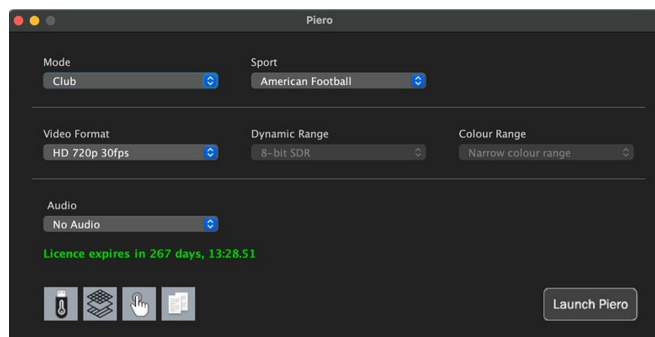 Piero
Mode
Sport
Club
American Football
Video Format
Dynamic Range
Colour Range
HD 720p 30fps
8-bit SDR
Narrow colour range
Audio
No Audio
Licence expires in 267 days, 13:28.51
Launch Piero